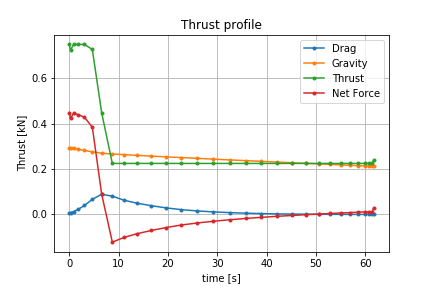 Thrust profile
Drag
Gravity
Thrust
Net Force
Thrust [kN]
0.6
0.4
0.2
0.0
0
10
20
30
40
50
60
time [s]